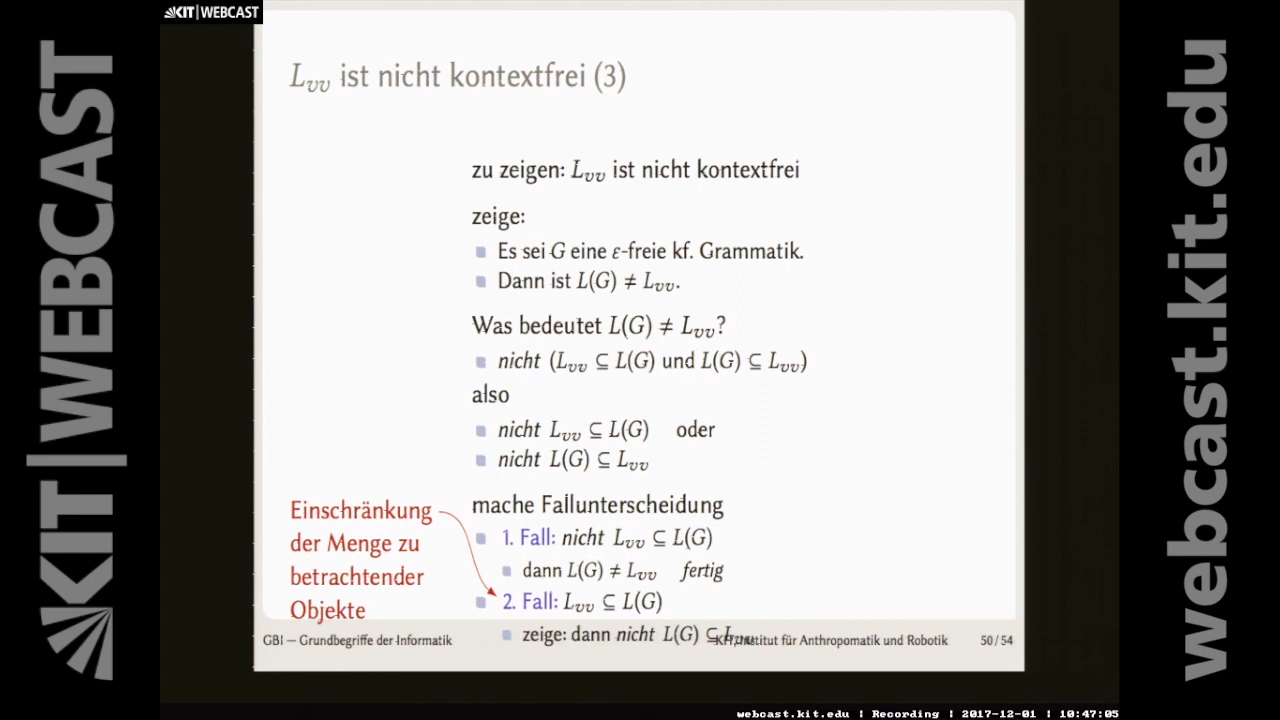 KIT | WEBCAST
KIT | WEBCAST
webcast.kit.edu
L_vv ist nicht kontextfrei (3)
zu zeigen: L_vv ist nicht kontextfrei
zeige:
Es sei G eine ε-freie kf. Grammatik.
Dann ist L(G) ≠ L_vv.
Was bedeutet L(G) ≠ L_vv?
nicht (L_vv ⊆ L(G) und L(G) ⊆ L_vv)
also
nicht L_vv ⊆ L(G) oder
nicht L(G) ⊆ L_vv
mache Fallunterscheidung
1. Fall: nicht L_vv ⊆ L(G)
dann L(G) ≠ L_vv fertig
2. Fall: L_vv ⊆ L(G)
zeige: dann nicht L(G) ⊆ L_vv
Einschränkung
der Menge zu
betrachtender
Objekte
GBI — Grundbegriffe der Informatik
KIT, Institut für Anthropomatik und Robotik
50 / 54
webcast.kit.edu | Recording | 2017-12-01 | 10:47:05